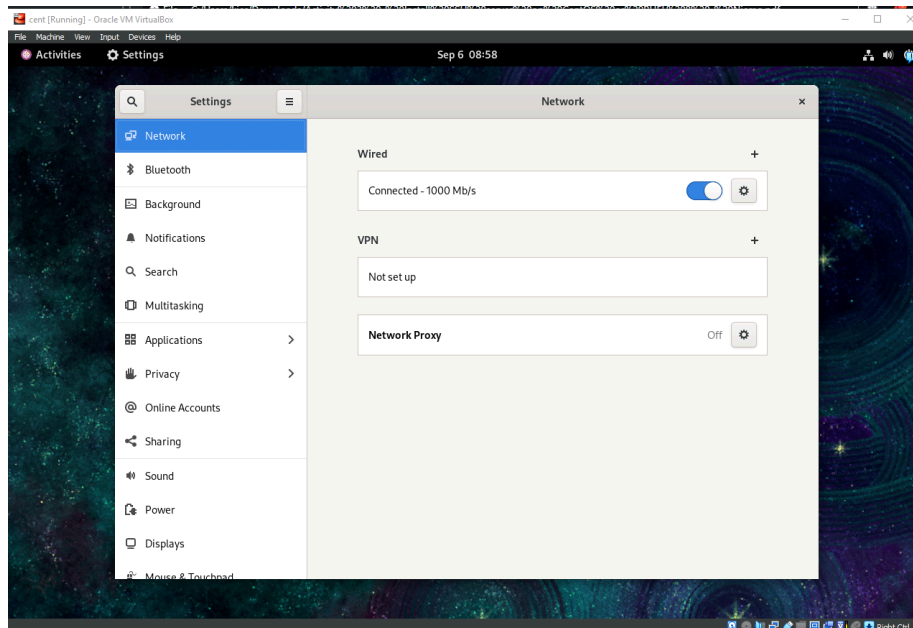 cent [Running] - Oracle VM VirtualBox
File Machine View Input Devices Help
Activities Settings Sep 6 08:58
Settings Network
Network
Bluetooth
Background
Notifications
Search
Multitasking
Applications
Privacy
Online Accounts
Sharing
Sound
Power
Displays
Mouse & Touchpad
Wired
Connected - 1000 Mb/s
VPN
Not set up
Network Proxy Off
Right Ctrl